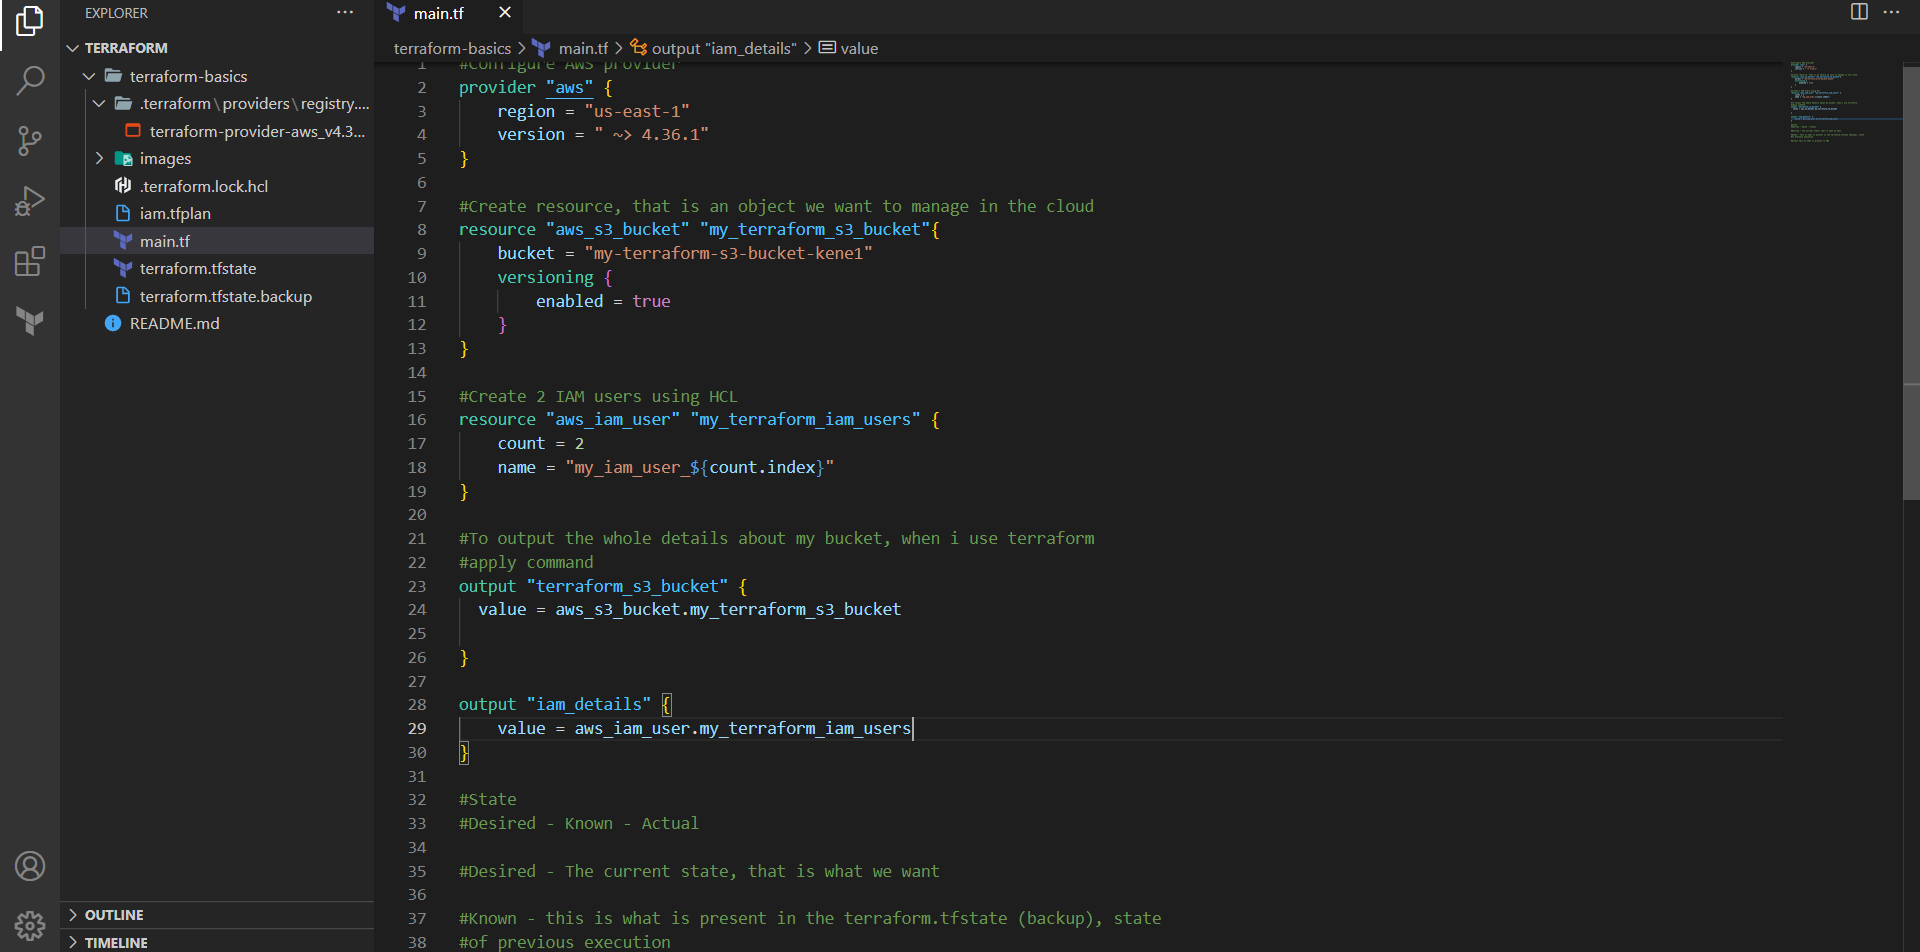 EXPLORER
TERRAFORM
terraform-basics
.terraform\providers\registry....
terraform-provider-aws_v4.3...
images
.terraform.lock.hcl
iam.tfplan
main.tf
terraform.tfstate
terraform.tfstate.backup
README.md
OUTLINE
TIMELINE
main.tf
terraform-basics > main.tf > output "iam_details" > value
1 #Configure AWS provider
2 provider "aws" {
3 region = "us-east-1"
4 version = " ~> 4.36.1"
5 }
6
7 #Create resource, that is an object we want to manage in the cloud
8 resource "aws_s3_bucket" "my_terraform_s3_bucket"{
9 bucket = "my-terraform-s3-bucket-kene1"
10 versioning {
11 enabled = true
12 }
13 }
14
15 #Create 2 IAM users using HCL
16 resource "aws_iam_user" "my_terraform_iam_users" {
17 count = 2
18 name = "my_iam_user_${count.index}"
19 }
20
21 #To output the whole details about my bucket, when i use terraform
22 #apply command
23 output "terraform_s3_bucket" {
24 value = aws_s3_bucket.my_terraform_s3_bucket
25
26 }
27
28 output "iam_details" {
29 value = aws_iam_user.my_terraform_iam_users
30 }
31
32 #State
33 #Desired - Known - Actual
34
35 #Desired - The current state, that is what we want
36
37 #Known - this is what is present in the terraform.tfstate (backup), state
38 #of previous execution